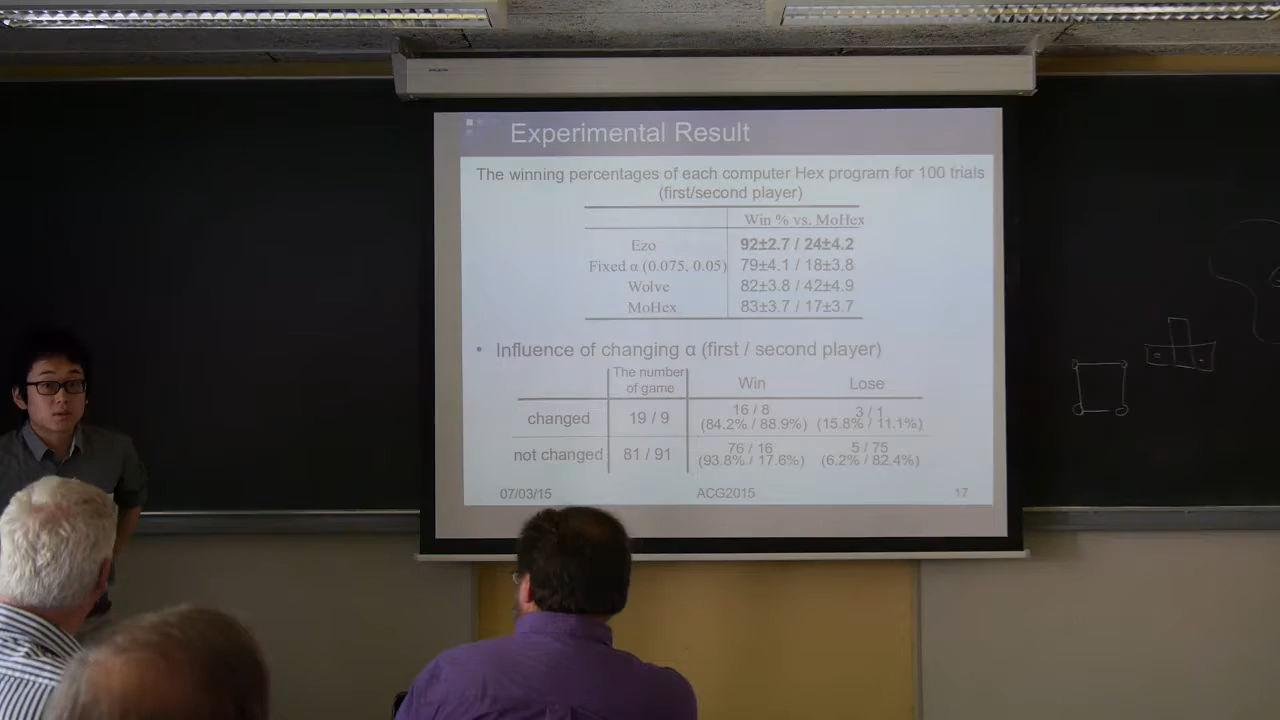 Experimental Result
The winning percentages of each computer Hex program for 100 trials
(first/second player)
Win % vs. MoHex
Ezo 92±2.7 / 24±4.2
Fixed α (0.075, 0.05) 79±4.1 / 18±3.8
Wolve 82±3.8 / 42±4.9
MoHex 83±3.7 / 17±3.7
• Influence of changing α (first / second player)
The number
of game Win Lose
changed 19 / 9 16 / 8 3 / 1
(84.2% / 88.9%) (15.8% / 11.1%)
not changed 81 / 91 76 / 16 5 / 75
(93.8% / 17.6%) (6.2% / 82.4%)
07/03/15 ACG2015 17